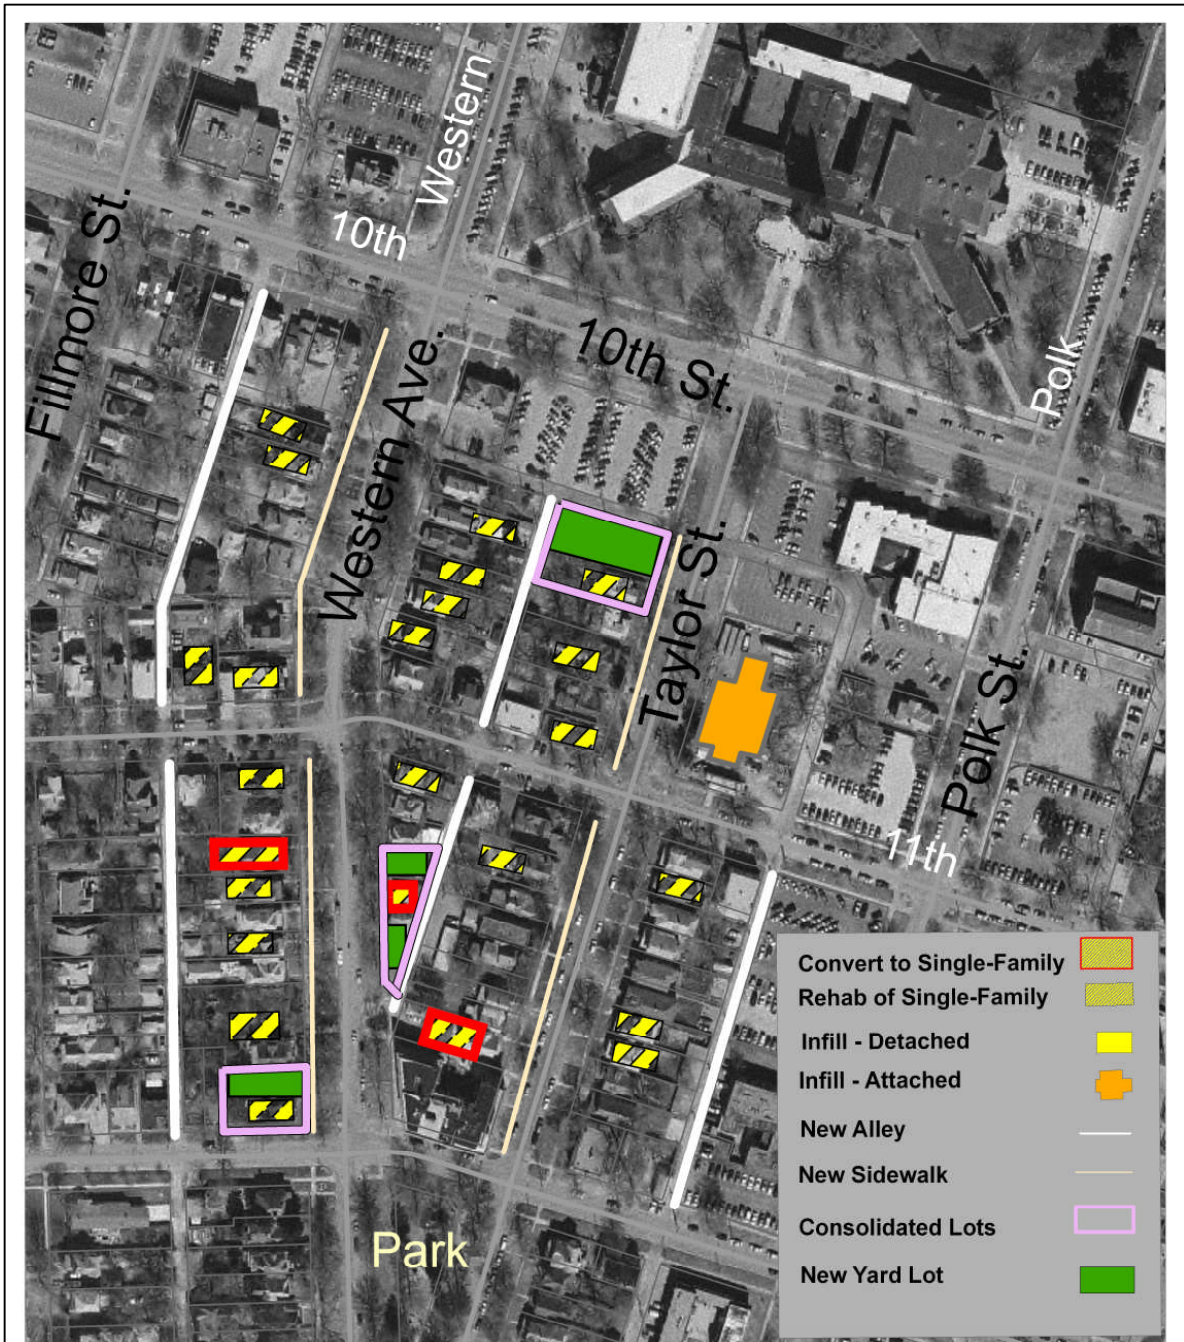 Western
Fillmore St.
10th
10th St.
Western Ave.
Polk
Taylor St.
Polk St.
11th
Convert to Single-Family
Rehab of Single-Family
Infill - Detached
Infill - Attached
New Alley
New Sidewalk
Consolidated Lots
New Yard Lot
Park